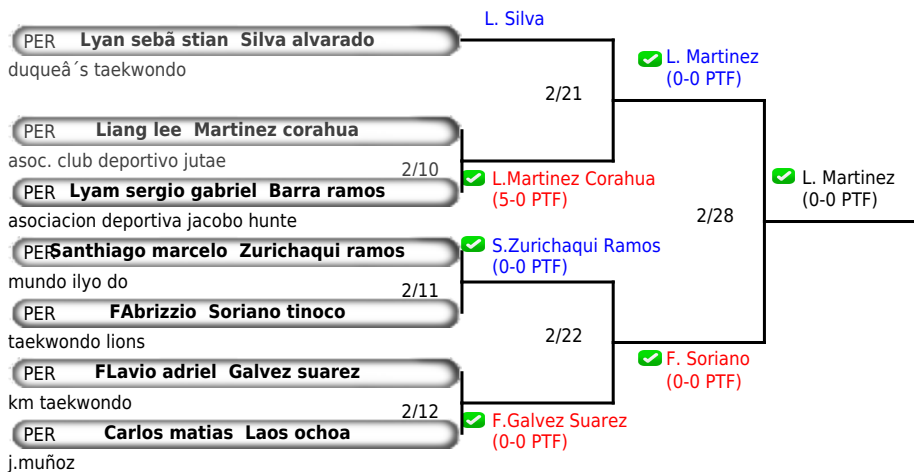 L. Silva
PER Lyan sebã stian Silva alvarado
duqueâ´s taekwondo
L. Martinez
(0-0 PTF)
2/21
PER Liang lee Martinez corahua
asoc. club deportivo jutae
2/10
L.Martinez Corahua
(5-0 PTF)
PER Lyam sergio gabriel Barra ramos
asociacion deportiva jacobo hunte
L. Martinez
(0-0 PTF)
2/28
PER Santhiago marcelo Zurichaqui ramos
mundo ilyo do
S.Zurichaqui Ramos
(0-0 PTF)
2/11
PER FAbrizzio Soriano tinoco
taekwondo lions
2/22
F. Soriano
(0-0 PTF)
PER FLavio adriel Galvez suarez
km taekwondo
2/12
F.Galvez Suarez
(0-0 PTF)
PER Carlos matias Laos ochoa
j.muñoz